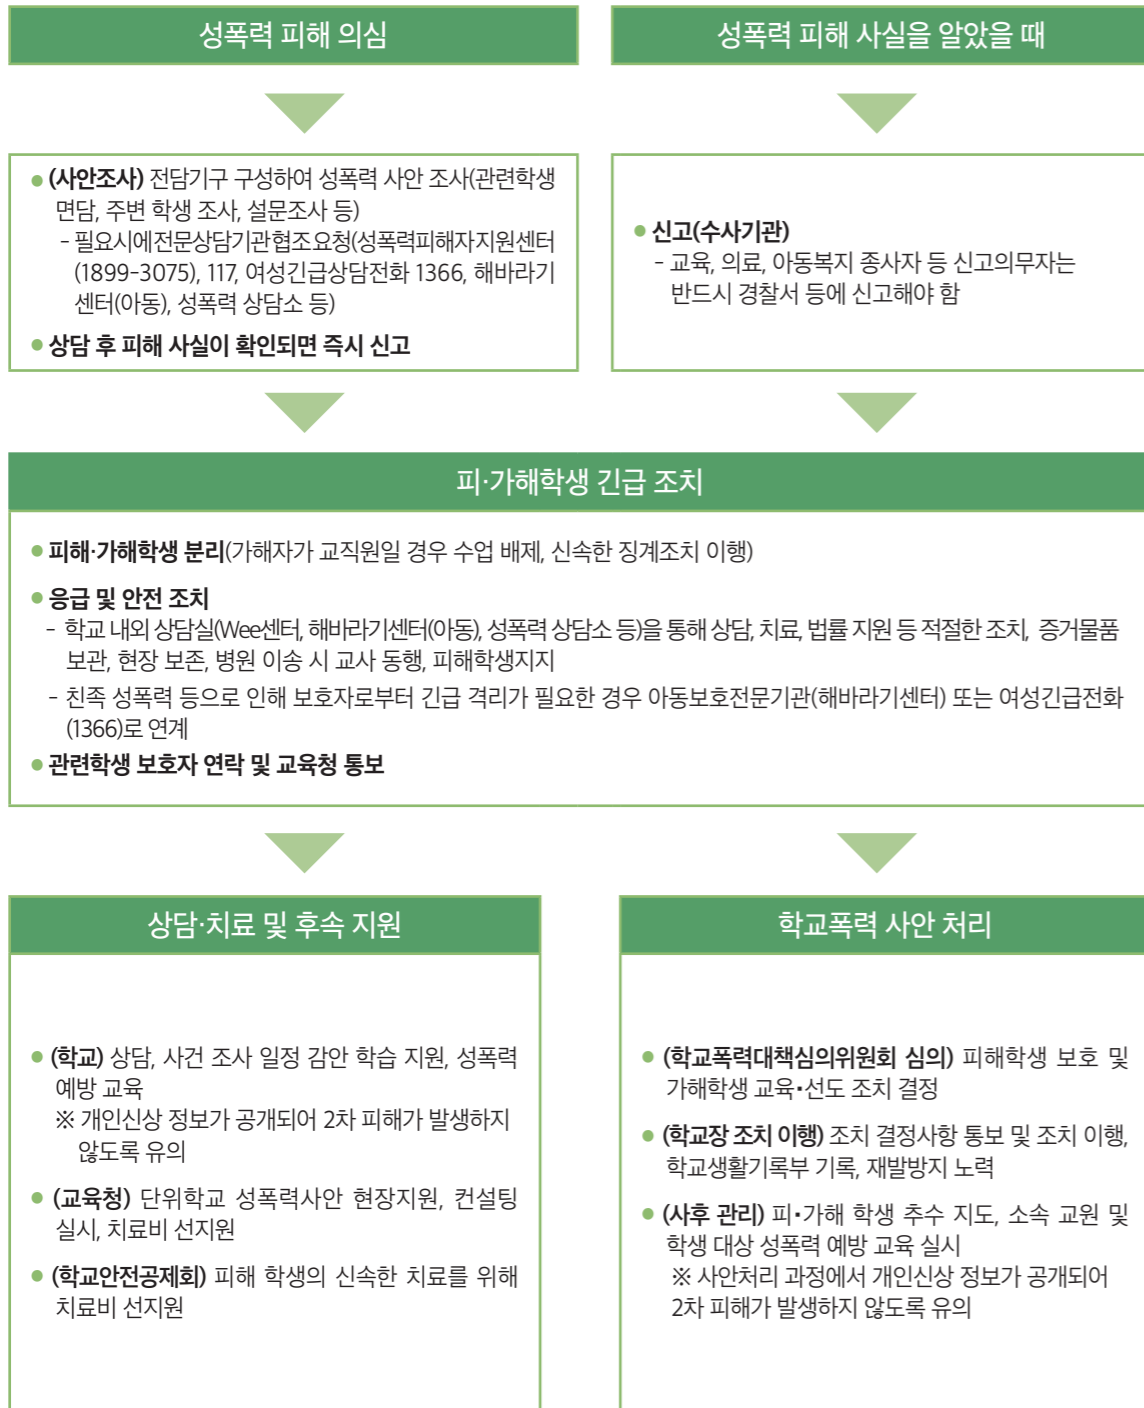 성폭력 피해 의심
● (사안조사) 전담기구 구성하여 성폭력 사안 조사(관련학생
면담, 주변 학생 조사, 설문조사 등)
- 필요시에전문상담기관협조요청(성폭력피해자지원센터
(1899-3075), 117, 여성긴급상담전화 1366, 해바라기
센터(아동), 성폭력 상담소 등)
● 상담 후 피해 사실이 확인되면 즉시 신고
성폭력 피해 사실을 알았을 때
● 신고(수사기관)
- 교육, 의료, 아동복지 종사자 등 신고의무자는
반드시 경찰서 등에 신고해야 함
피·가해학생 긴급 조치
● 피해·가해학생 분리(가해자가 교직원일 경우 수업 배제, 신속한 징계조치 이행)
● 응급 및 안전 조치
- 학교 내외 상담실(Wee센터, 해바라기센터(아동), 성폭력 상담소 등)을 통해 상담, 치료, 법률 지원 등 적절한 조치, 증거물품
보관, 현장 보존, 병원 이송 시 교사 동행, 피해학생지지
- 친족 성폭력 등으로 인해 보호자로부터 긴급 격리가 필요한 경우 아동보호전문기관(해바라기센터) 또는 여성긴급전화
(1366)로 연계
● 관련학생 보호자 연락 및 교육청 통보
상담·치료 및 후속 지원
● (학교) 상담, 사건 조사 일정 감안 학습 지원, 성폭력
예방 교육
※ 개인신상 정보가 공개되어 2차 피해가 발생하지
않도록 유의
● (교육청) 단위학교 성폭력사안 현장지원, 컨설팅
실시, 치료비 선지원
● (학교안전공제회) 피해 학생의 신속한 치료를 위해
치료비 선지원
학교폭력 사안 처리
● (학교폭력대책심의위원회 심의) 피해학생 보호 및
가해학생 교육•선도 조치 결정
● (학교장 조치 이행) 조치 결정사항 통보 및 조치 이행,
학교생활기록부 기록, 재발방지 노력
● (사후 관리) 피•가해 학생 추수 지도, 소속 교원 및
학생 대상 성폭력 예방 교육 실시
※ 사안처리 과정에서 개인신상 정보가 공개되어
2차 피해가 발생하지 않도록 유의